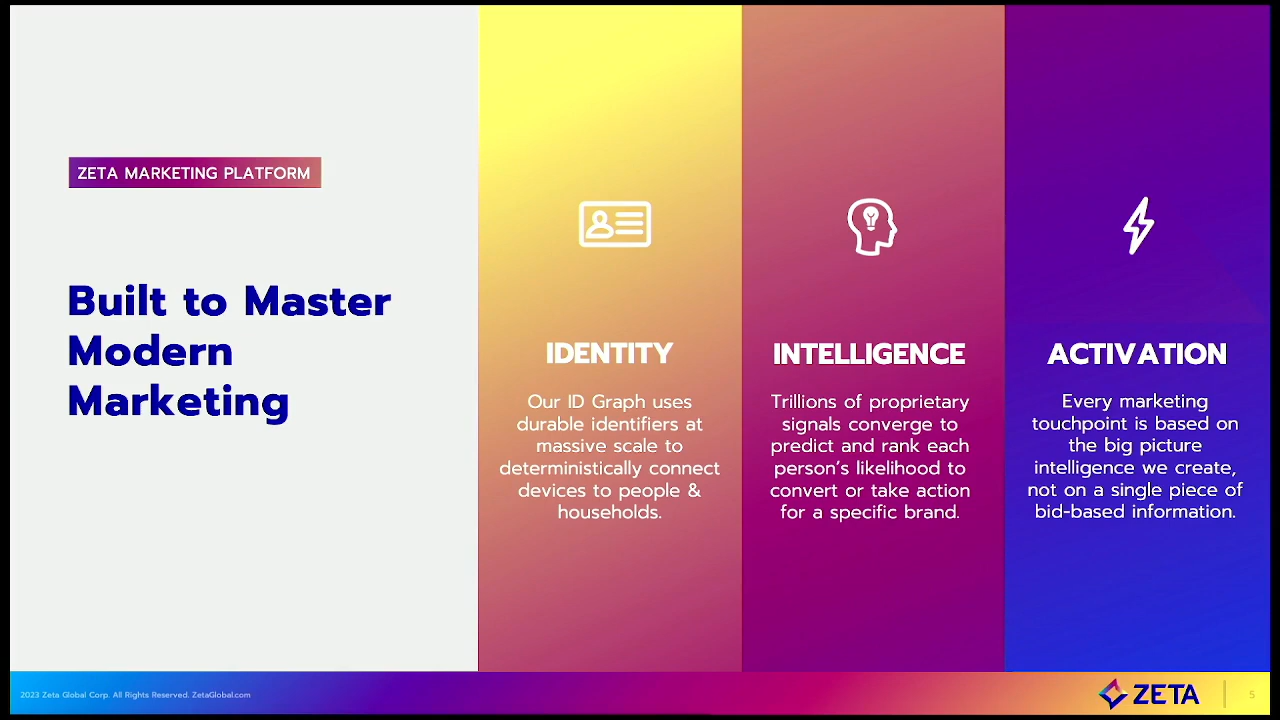 ZETA MARKETING PLATFORM
Built to Master
Modern
Marketing
IDENTITY
Our ID Graph uses
durable identifiers at
massive scale to
deterministically connect
devices to people &
households.
INTELLIGENCE
Trillions of proprietary
signals converge to
predict and rank each
person's likelihood to
convert or take action
for a specific brand.
ACTIVATION
Every marketing
touchpoint is based on
the big picture
intelligence we create,
not on a single piece of
bid-based information.
2023 Zeta Global Corp. All Rights Reserved. ZetaGlobal.com
ZETA
5